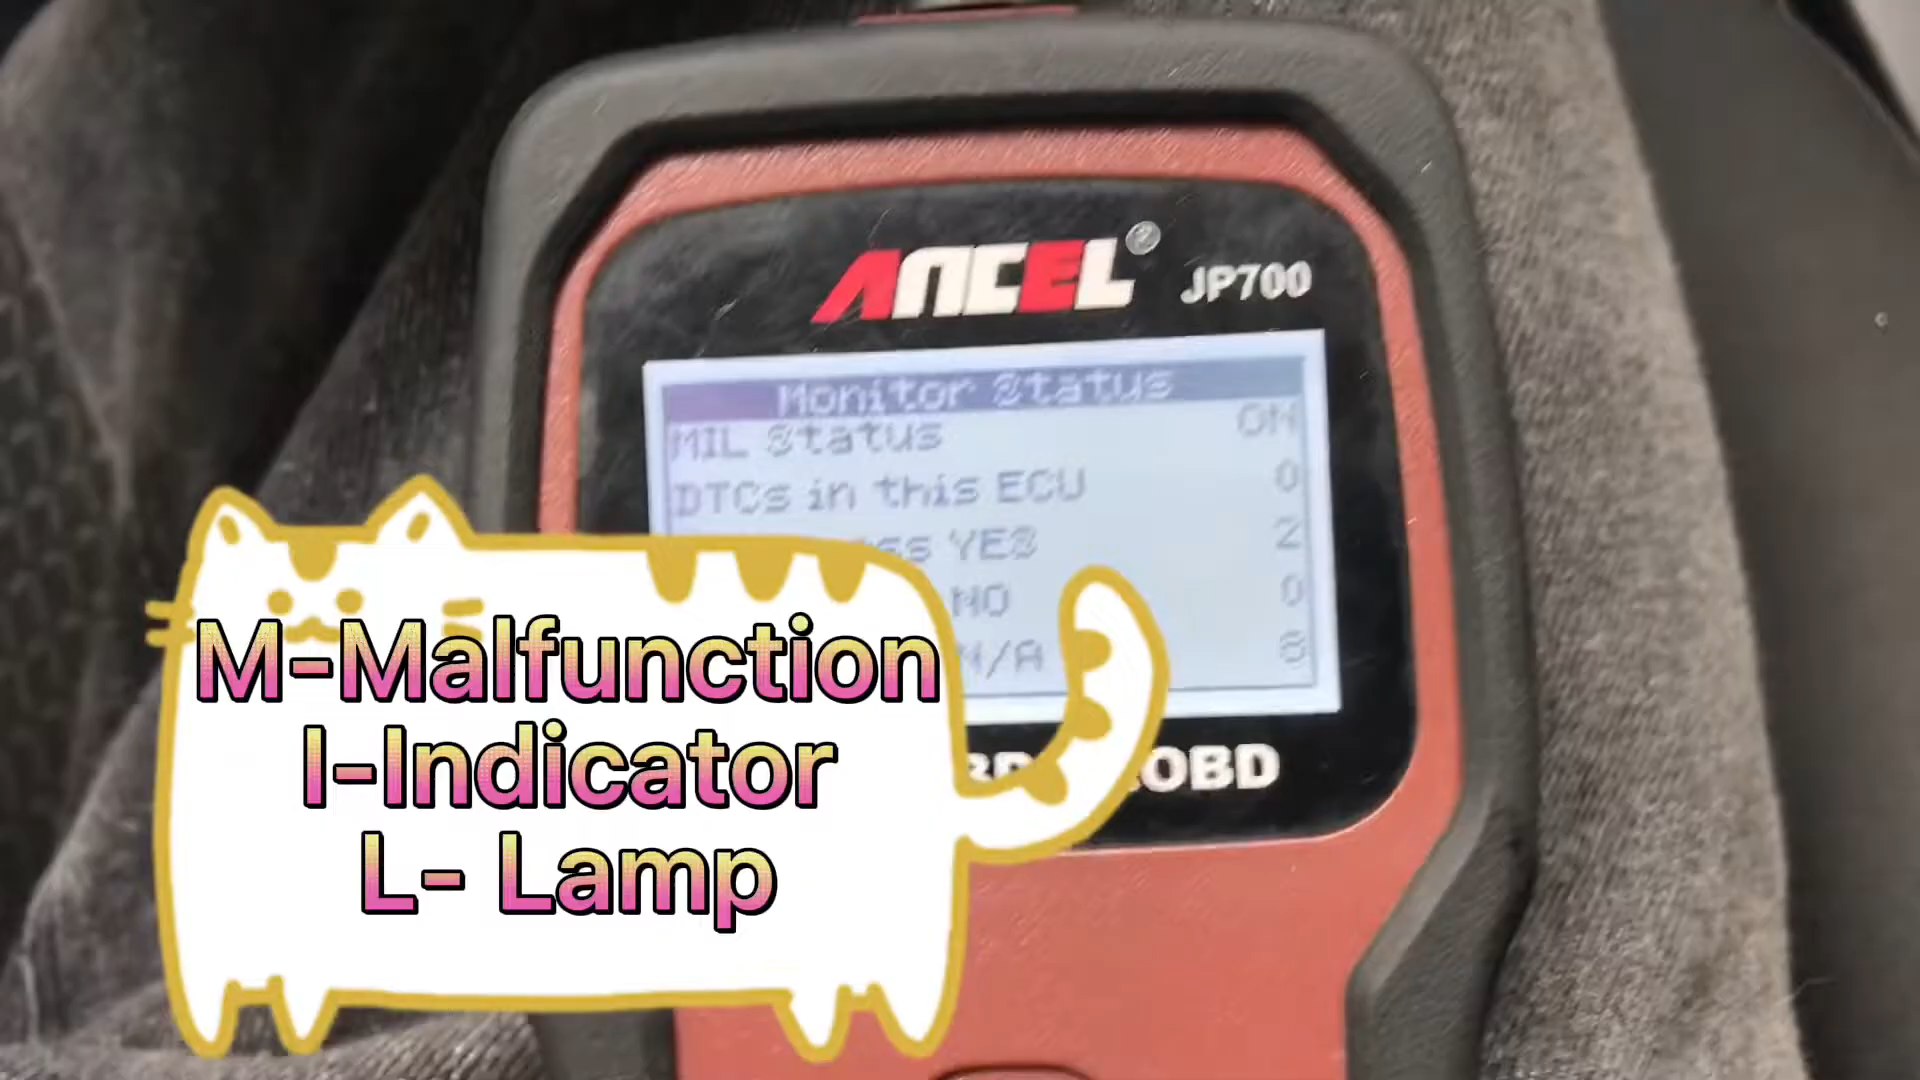 ANCEL®
JP700
Monitor Status
MIL Status ON
DTCs in this ECU 0
YES 2
NO 0
N/A
M-Malfunction
I-Indicator
L- Lamp
OBD